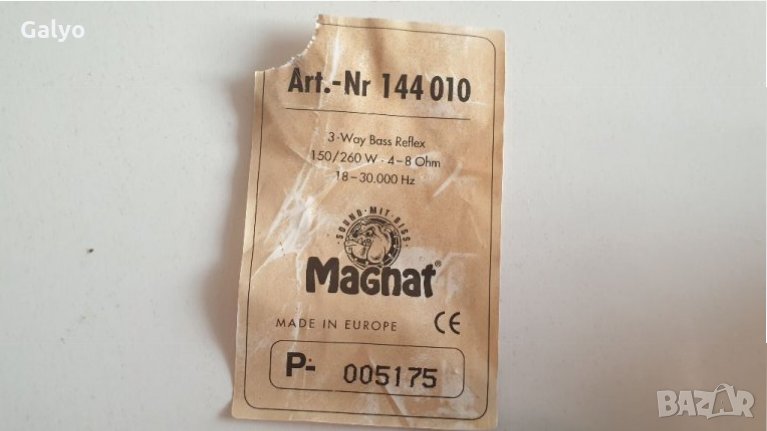 Galyo
Art.-Nr 144 010
3-Way Bass Reflex
150/260 W · 4–8 Ohm
18–30.000 Hz
SOUND·MIT·BISS
Magnat®
MADE IN EUROPE CE
P- 005175
BAZAR